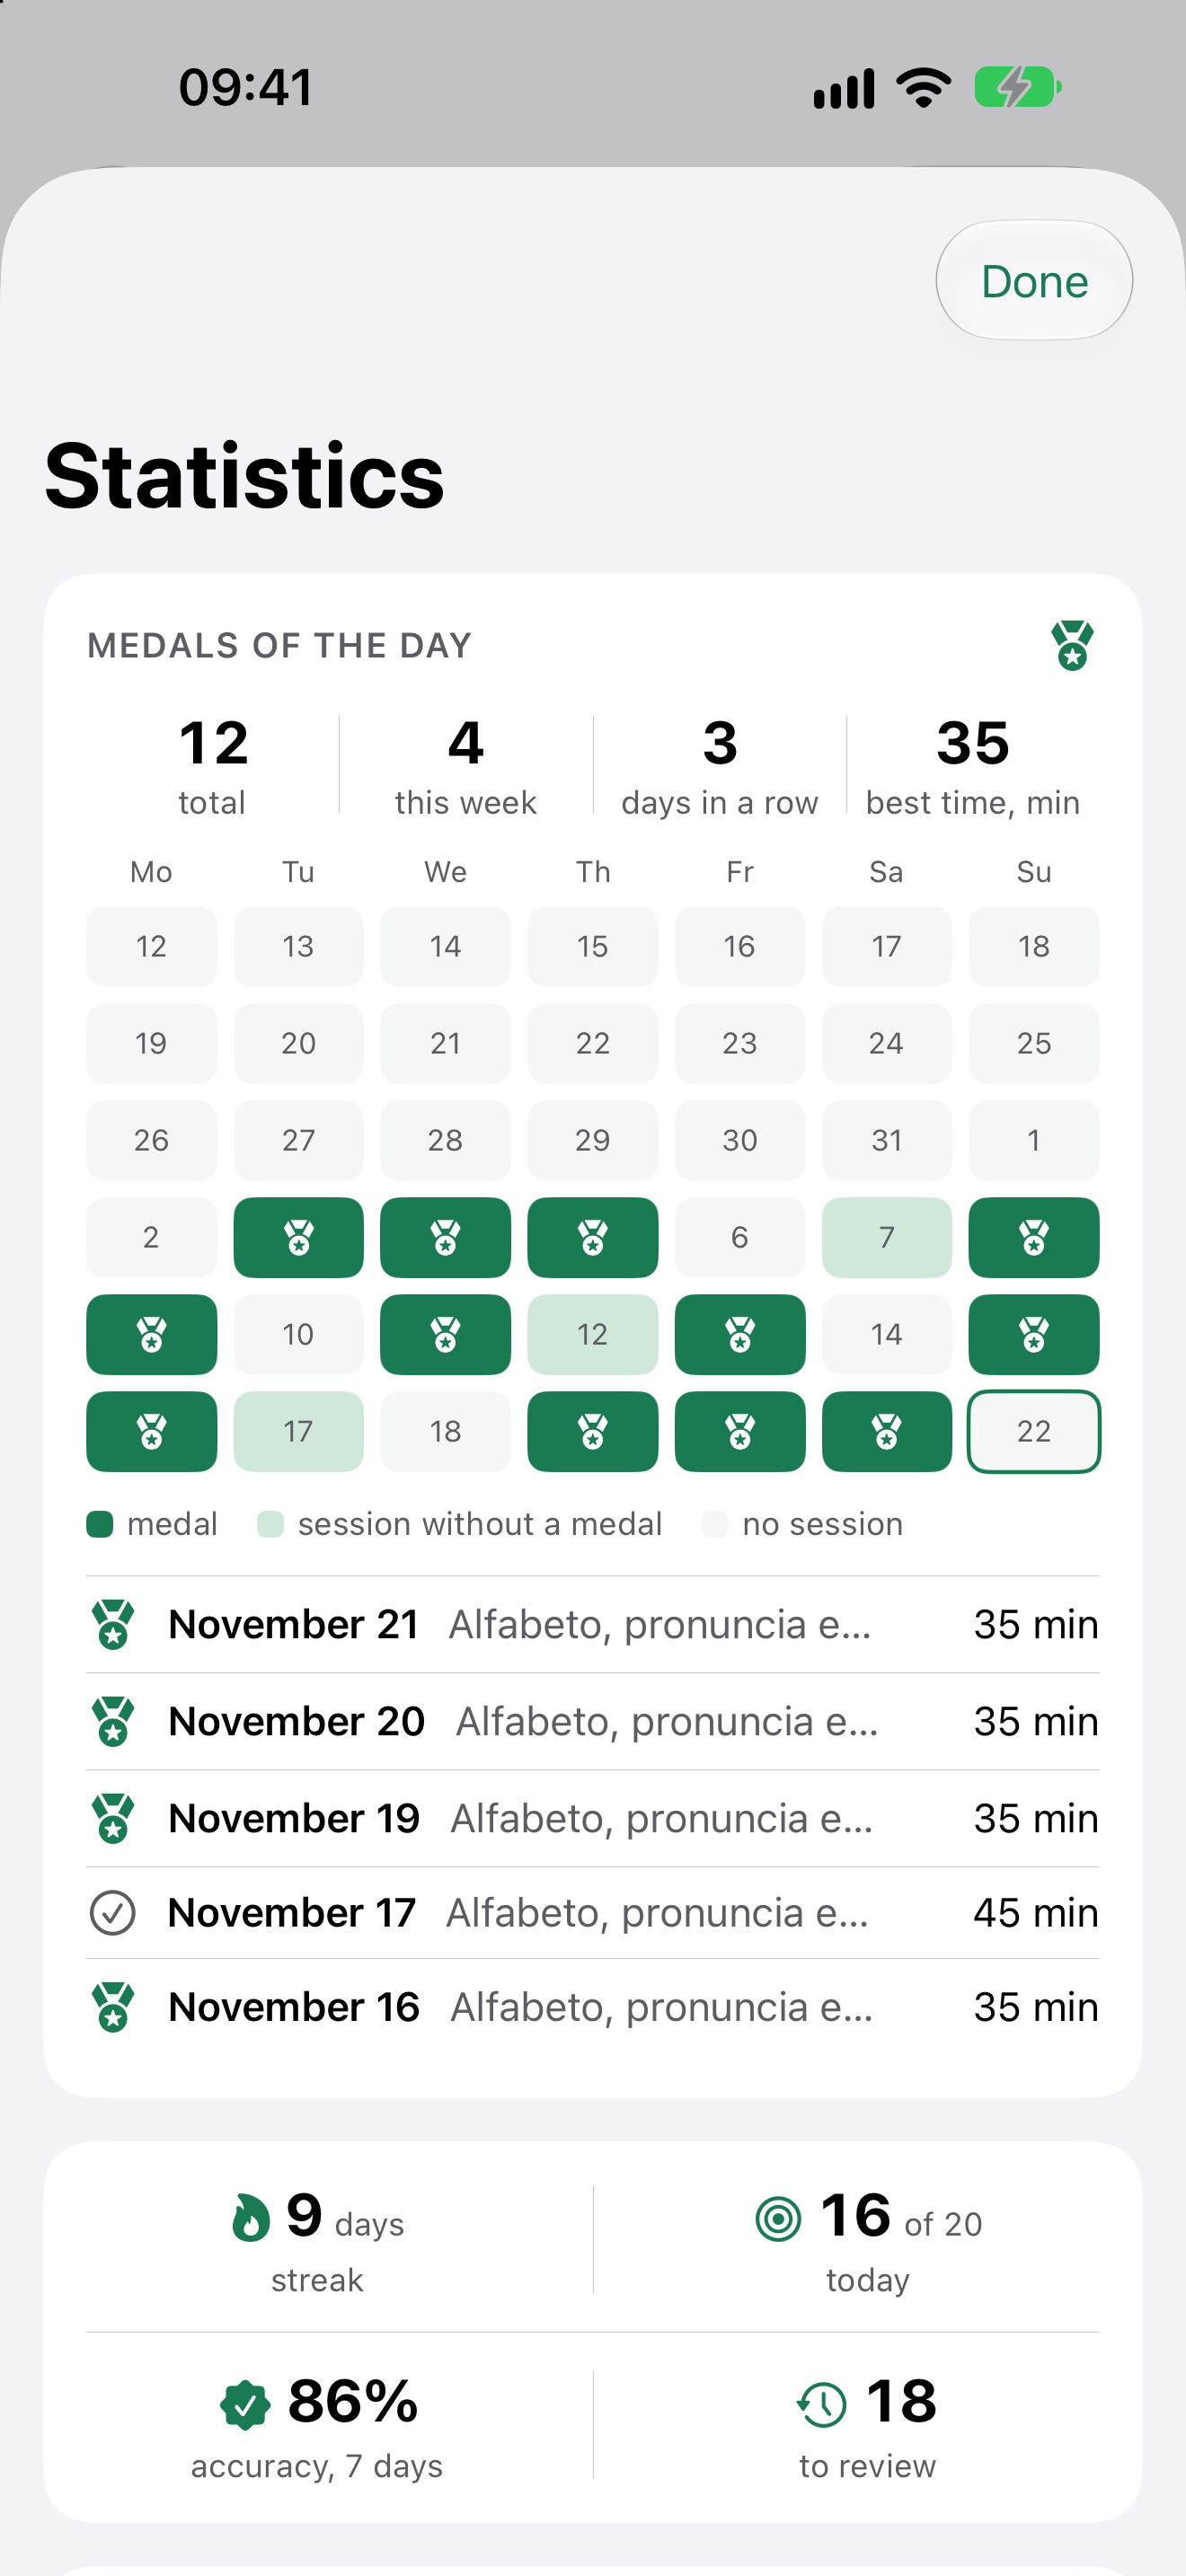 09:41
Done
Statistics
MEDALS OF THE DAY
12 4 3 35
total this week days in a row best time, min
Mo Tu We Th Fr Sa Su
12 13 14 15 16 17 18
19 20 21 22 23 24 25
26 27 28 29 30 31 1
2 6 7
10 12 14
17 18 22
medal session without a medal no session
November 21 Alfabeto, pronuncia e... 35 min
November 20 Alfabeto, pronuncia e... 35 min
November 19 Alfabeto, pronuncia e... 35 min
November 17 Alfabeto, pronuncia e... 45 min
November 16 Alfabeto, pronuncia e... 35 min
9 days 16 of 20
streak today
86% 18
accuracy, 7 days to review